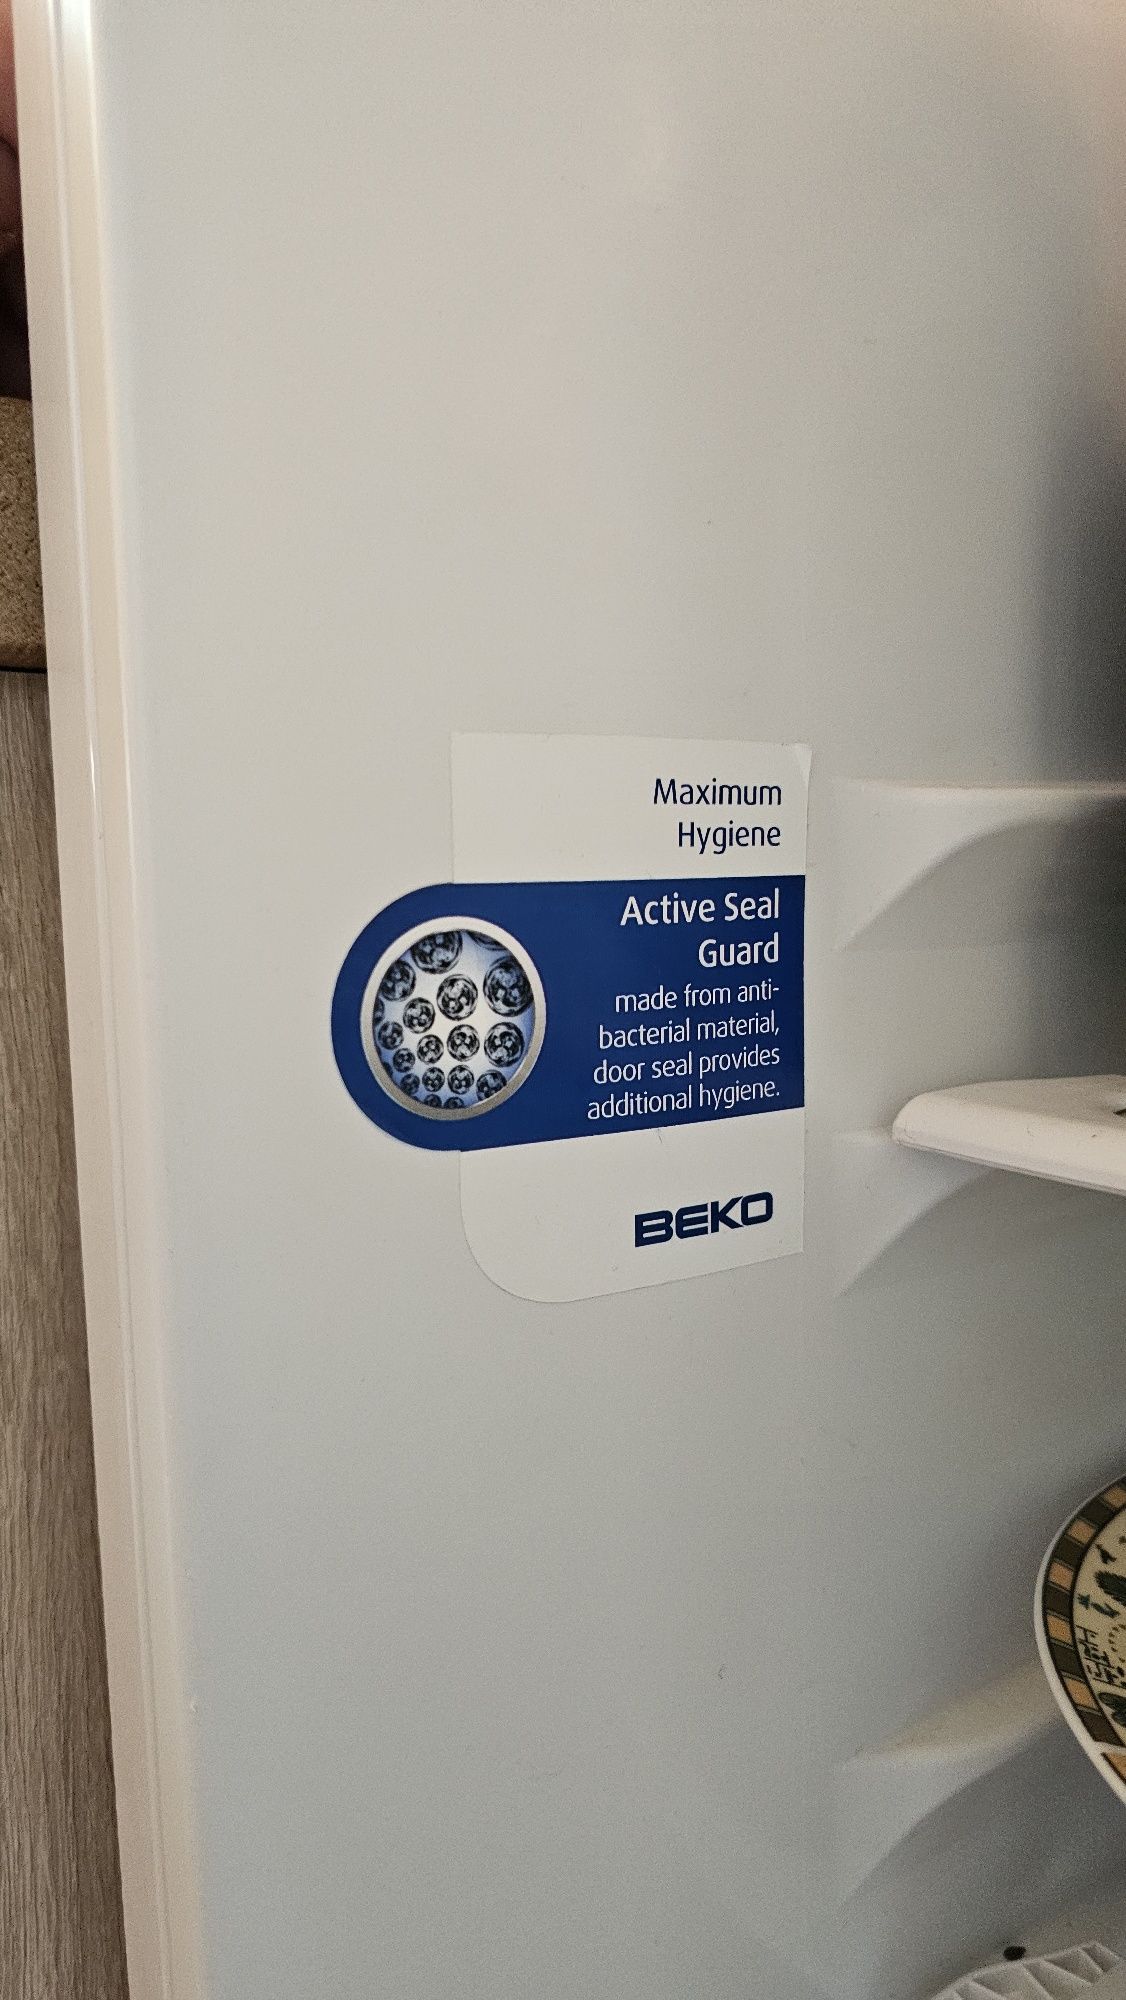 Maximum
Hygiene
Active Seal
Guard
made from anti-
bacterial material,
door seal provides
additional hygiene.
BEKO